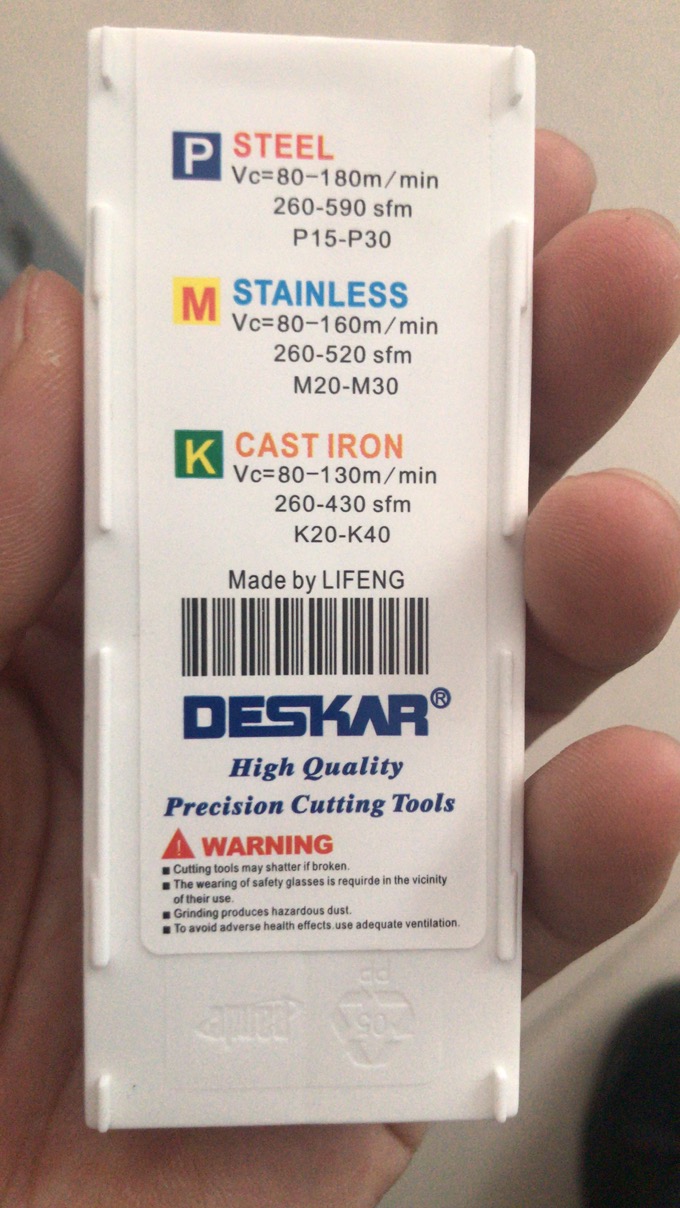 P STEEL
Vc=80-180m/min
260-590 sfm
P15-P30
M STAINLESS
Vc=80-160m/min
260-520 sfm
M20-M30
K CAST IRON
Vc=80-130m/min
260-430 sfm
K20-K40
Made by LIFENG
DESKAR®
High Quality
Precision Cutting Tools
! WARNING
■ Cutting tools may shatter if broken.
■ The wearing of safety glasses is requirde in the vicinity
of their use.
■ Grinding produces hazardous dust.
■ To avoid adverse health effects.use adequate ventilation.
PP
05